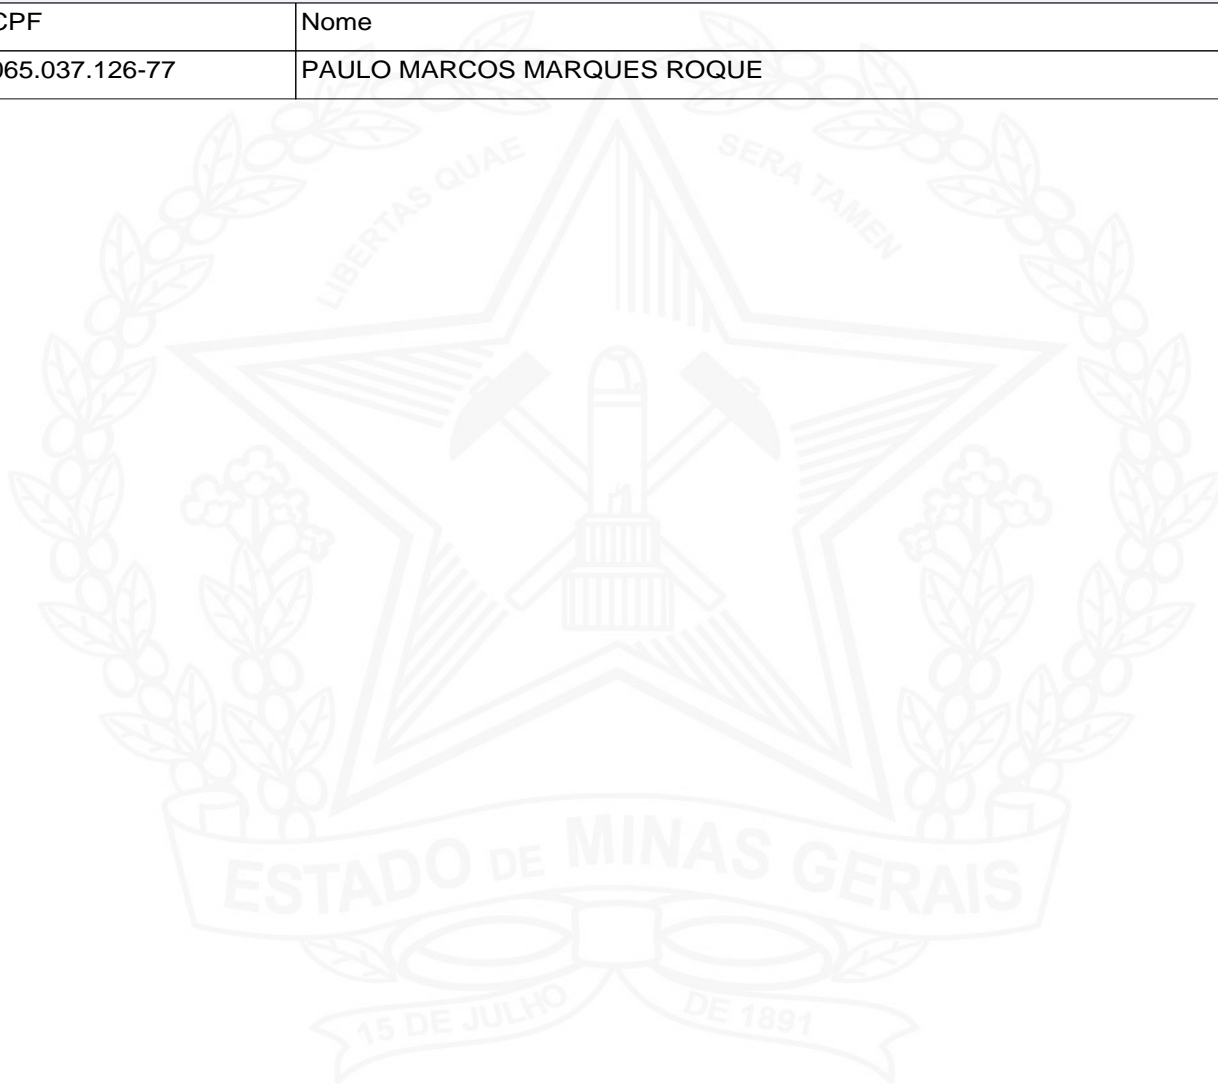 CPF Nome
065.037.126-77 PAULO MARCOS MARQUES ROQUE
LIBERTAS QUAE SERA TAMEN
ESTADO DE MINAS GERAIS
15 DE JULHO DE 1891